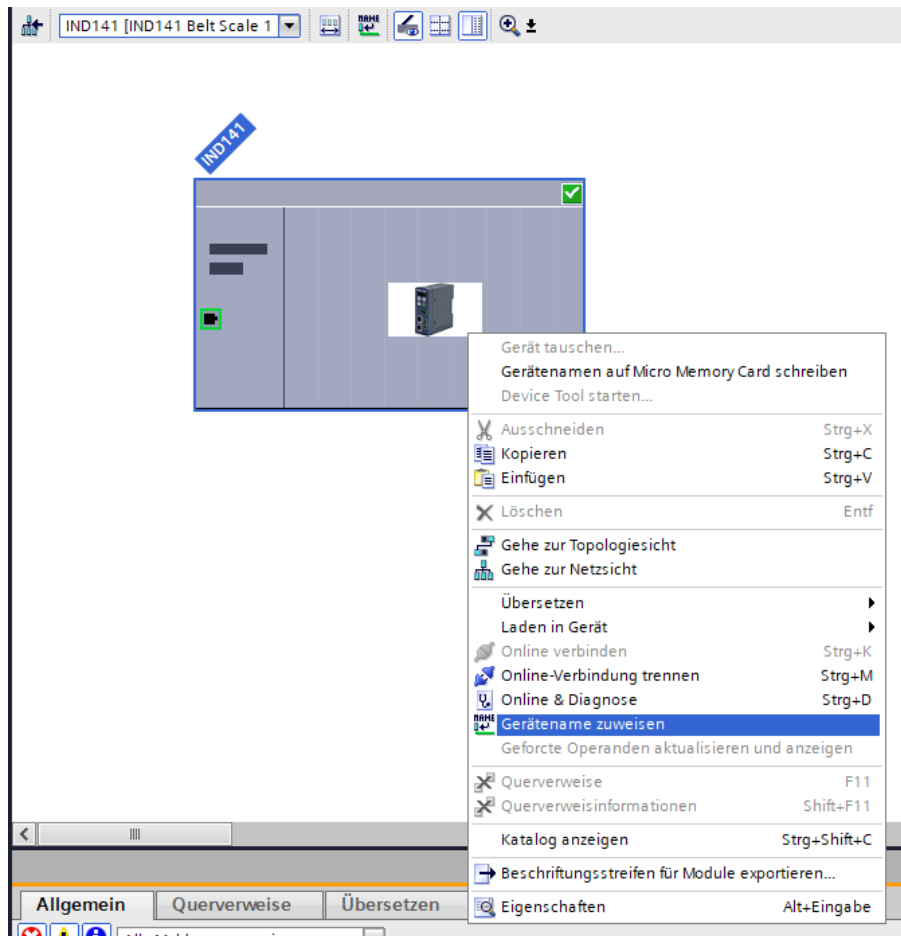 IND141 [IND141 Belt Scale 1
NAME
IND141
Gerät tauschen...
Gerätenamen auf Micro Memory Card schreiben
Device Tool starten...
Ausschneiden Strg+X
Kopieren Strg+C
Einfügen Strg+V
Löschen Entf
Gehe zur Topologiesicht
Gehe zur Netzsicht
Übersetzen
Laden in Gerät
Online verbinden Strg+K
Online-Verbindung trennen Strg+M
Online & Diagnose Strg+D
NAME Gerätename zuweisen
Geforcte Operanden aktualisieren und anzeigen
Querverweise F11
Querverweisinformationen Shift+F11
Katalog anzeigen Strg+Shift+C
Beschriftungsstreifen für Module exportieren...
Eigenschaften Alt+Eingabe
Allgemein Querverweise Übersetzen